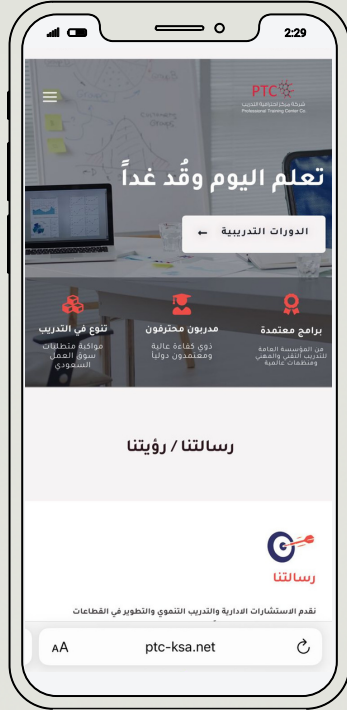 2:29
PTC
شركة مركز احترافية التدريب
Professional Training Center Co.
تعلم اليوم وقُد غداً
الدورات التدريبية ←
برامج معتمدة
من المؤسسة العامة
للتدريب التقني والمهني
ومنظمات عالمية
مدربون محترفون
ذوي كفاءة عالية
ومعتمدون دولياً
تنوع في التدريب
مواكبة متطلبات
سوق العمل
السعودي
رسالتنا / رؤيتنا
رسالتنا
نقدم الاستشارات الادارية والتدريب التنموي والتطوير في القطاعات
AA
ptc-ksa.net